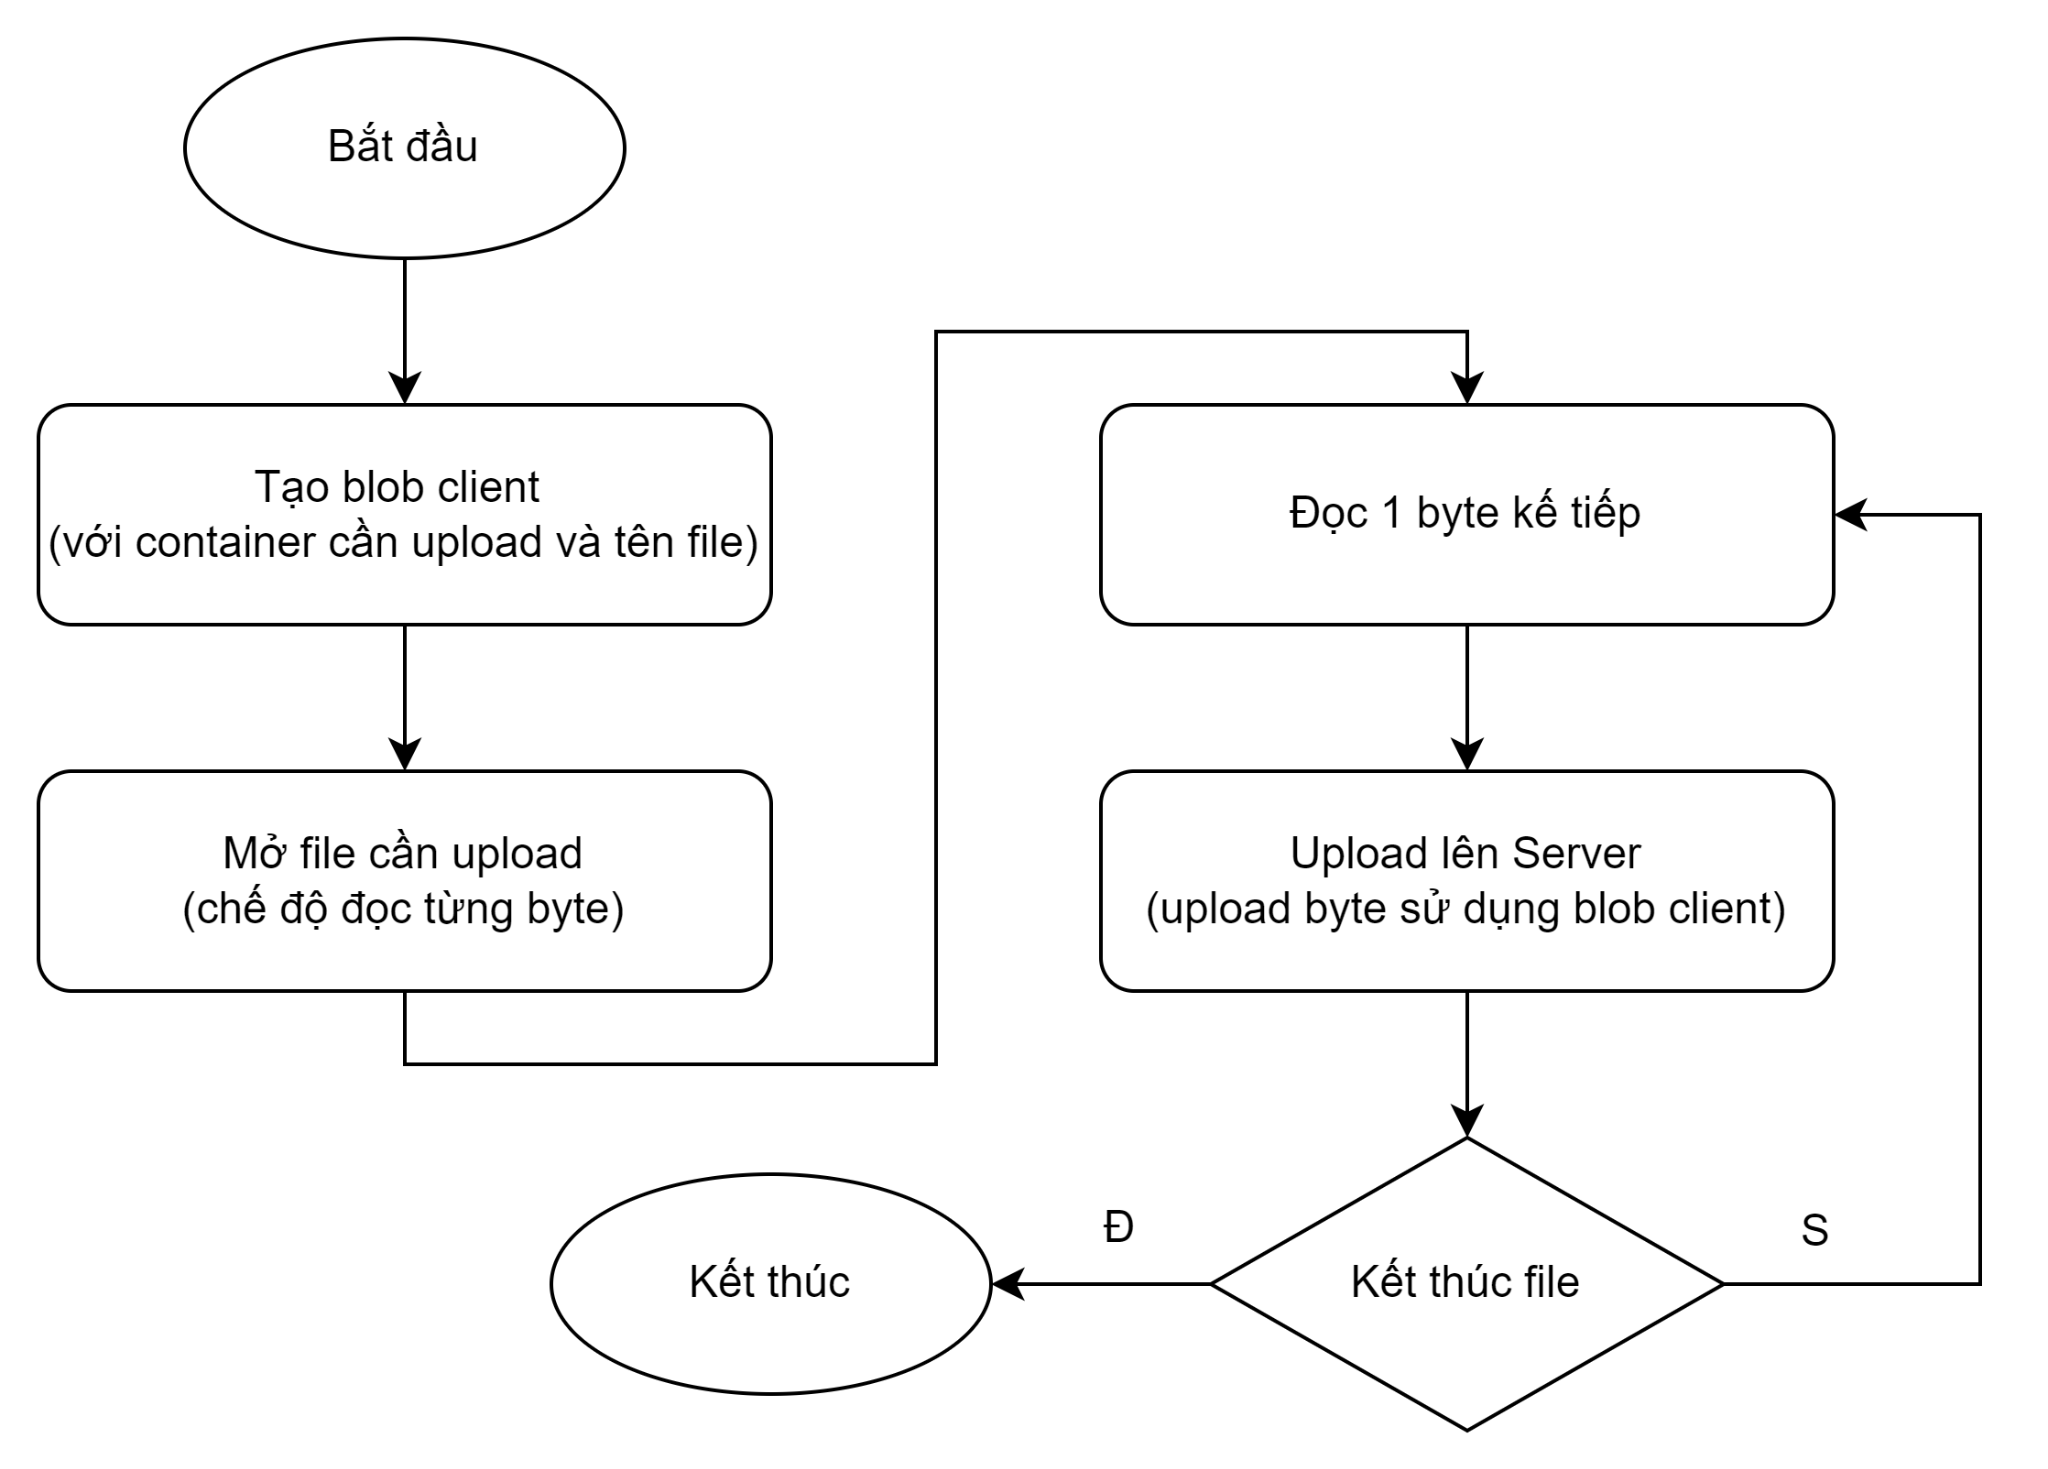 Bắt đầu
Tạo blob client
(với container cần upload và tên file)
Mở file cần upload
(chế độ đọc từng byte)
Đọc 1 byte kế tiếp
Upload lên Server
(upload byte sử dụng blob client)
Kết thúc file
Đ
S
Kết thúc